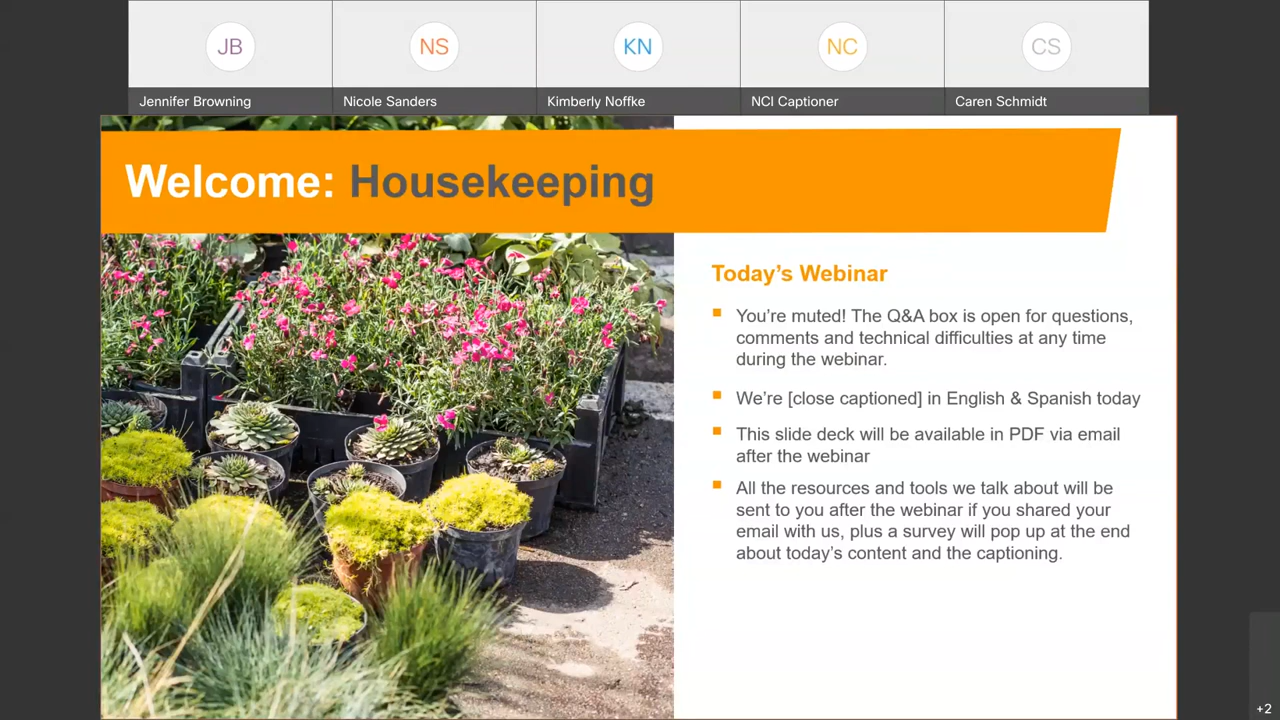 JB
NS
KN
NC
CS
Jennifer Browning
Nicole Sanders
Kimberly Noffke
NCI Captioner
Caren Schmidt
Welcome: Housekeeping
Today's Webinar
You're muted! The Q&A box is open for questions,
comments and technical difficulties at any time
during the webinar.
We're [close captioned] in English & Spanish today
This slide deck will be available in PDF via email
after the webinar
All the resources and tools we talk about will be
sent to you after the webinar if you shared your
email with us, plus a survey will pop up at the end
about today's content and the captioning.
+2